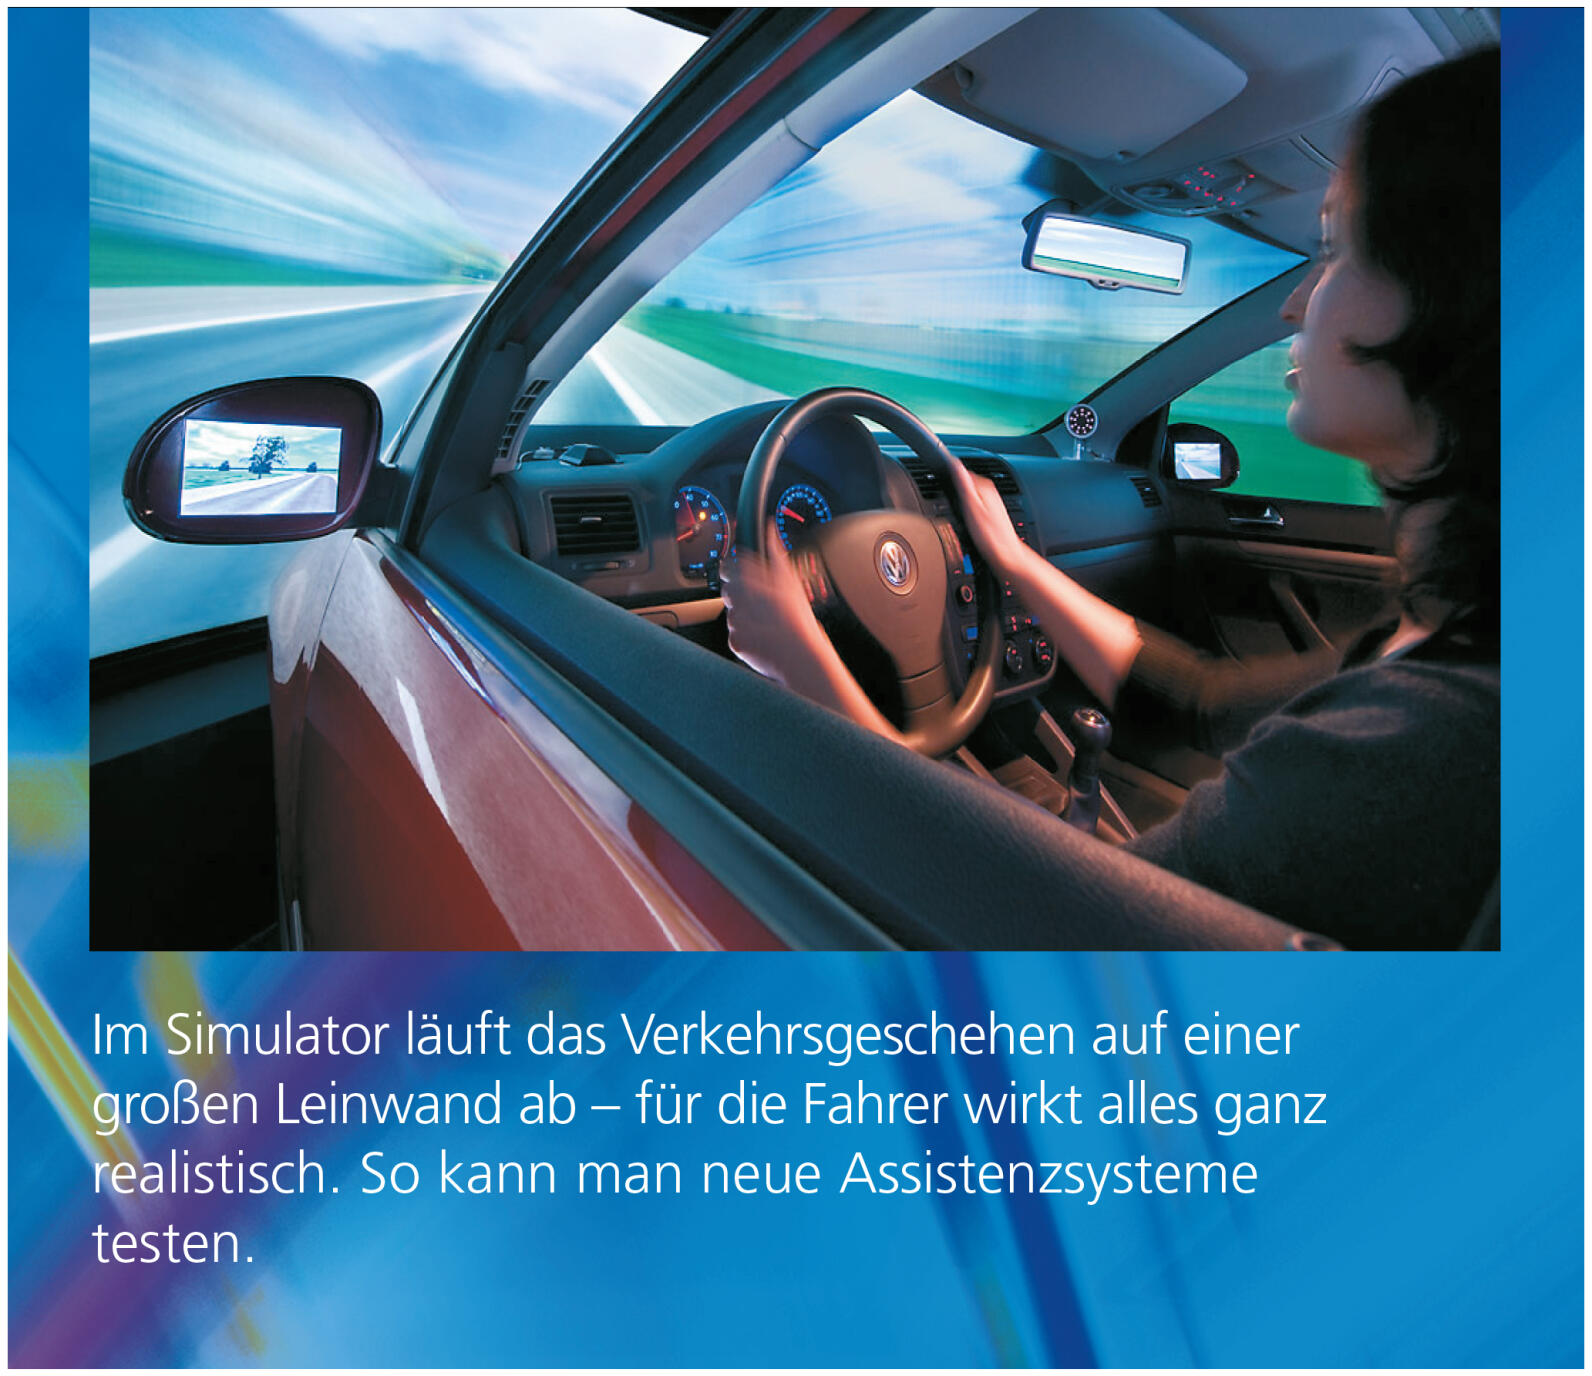 Im Simulator läuft das Verkehrsgeschehen auf einer
großen Leinwand ab – für die Fahrer wirkt alles ganz
realistisch. So kann man neue Assistenzsysteme
testen.